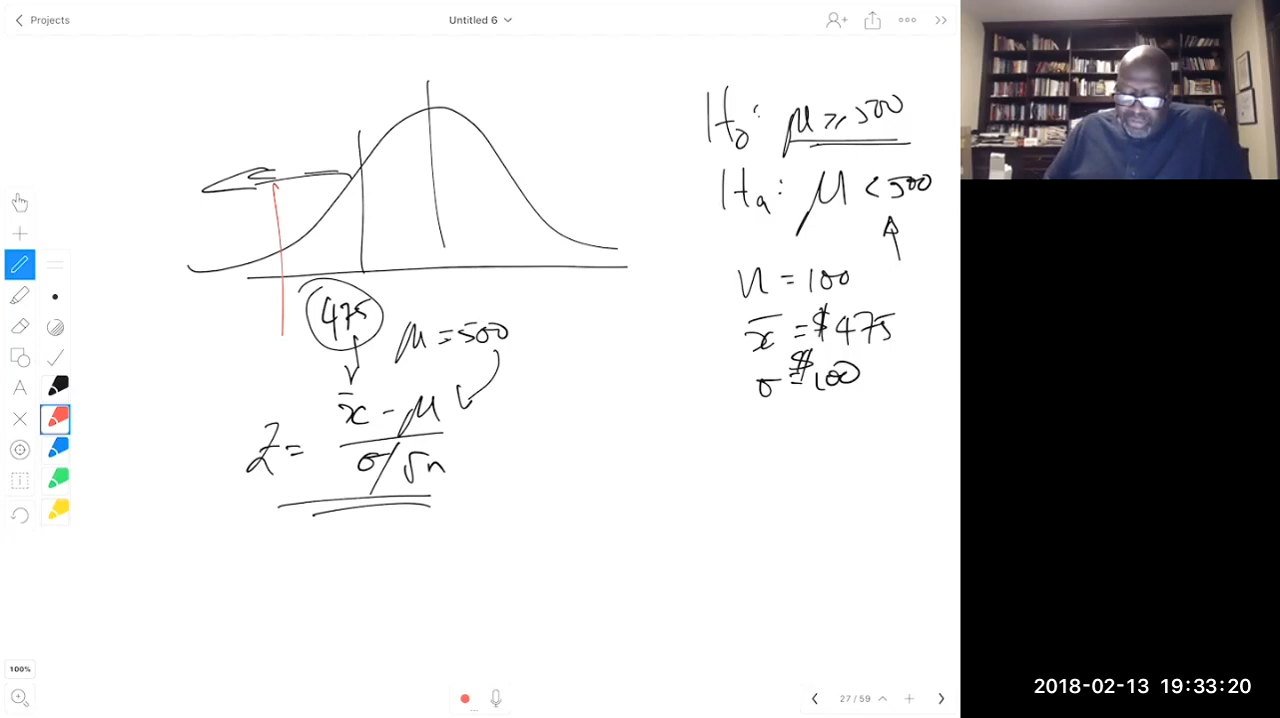 Projects
Untitled 6
H₀: μ ≥ 500
Hₐ: μ < 500
n = 100
x̄ = $475
σ = $100
475
μ = 500
Z = x̄ - μ
σ/√n
A
100%
27 / 59
2018-02-13 19:33:20